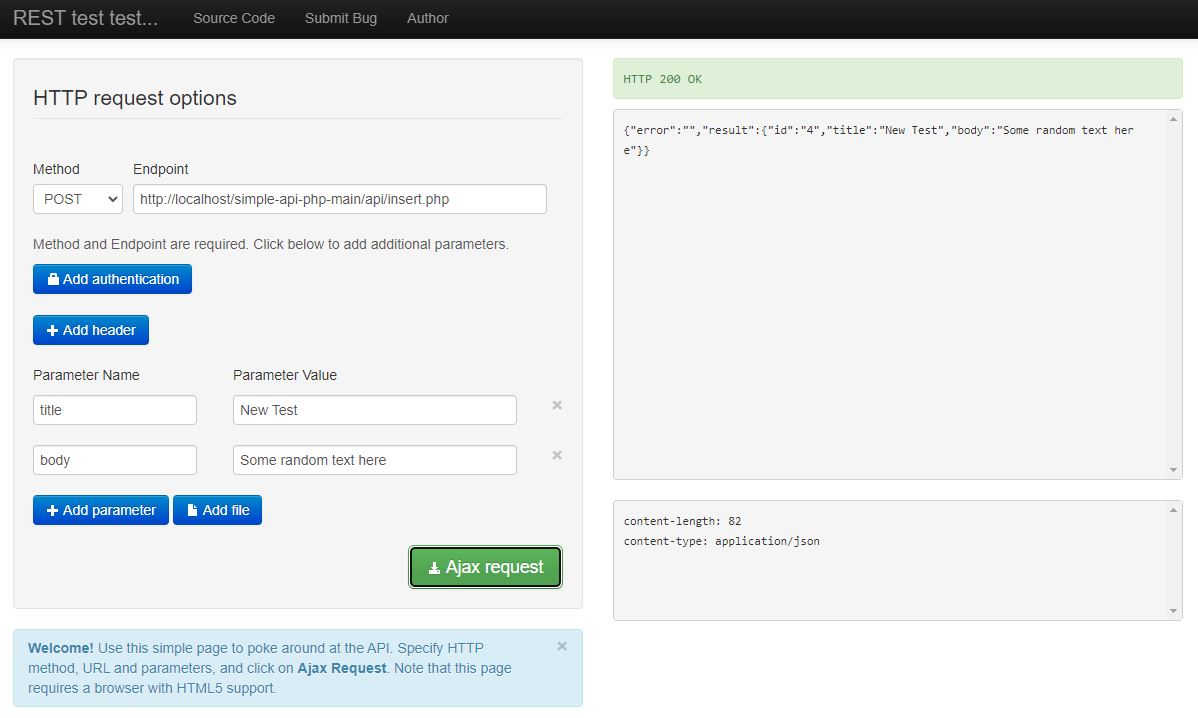 REST test test... Source Code Submit Bug Author
HTTP request options
Method Endpoint
POST http://localhost/simple-api-php-main/api/insert.php
Method and Endpoint are required. Click below to add additional parameters.
Add authentication
Add header
Parameter Name Parameter Value
title New Test ×
body Some random text here ×
Add parameter Add file
Ajax request
Welcome! Use this simple page to poke around at the API. Specify HTTP ×
method, URL and parameters, and click on Ajax Request. Note that this page
requires a browser with HTML5 support.
HTTP 200 OK
{"error":"","result":{"id":"4","title":"New Test","body":"Some random text her
e"}}
content-length: 82
content-type: application/json